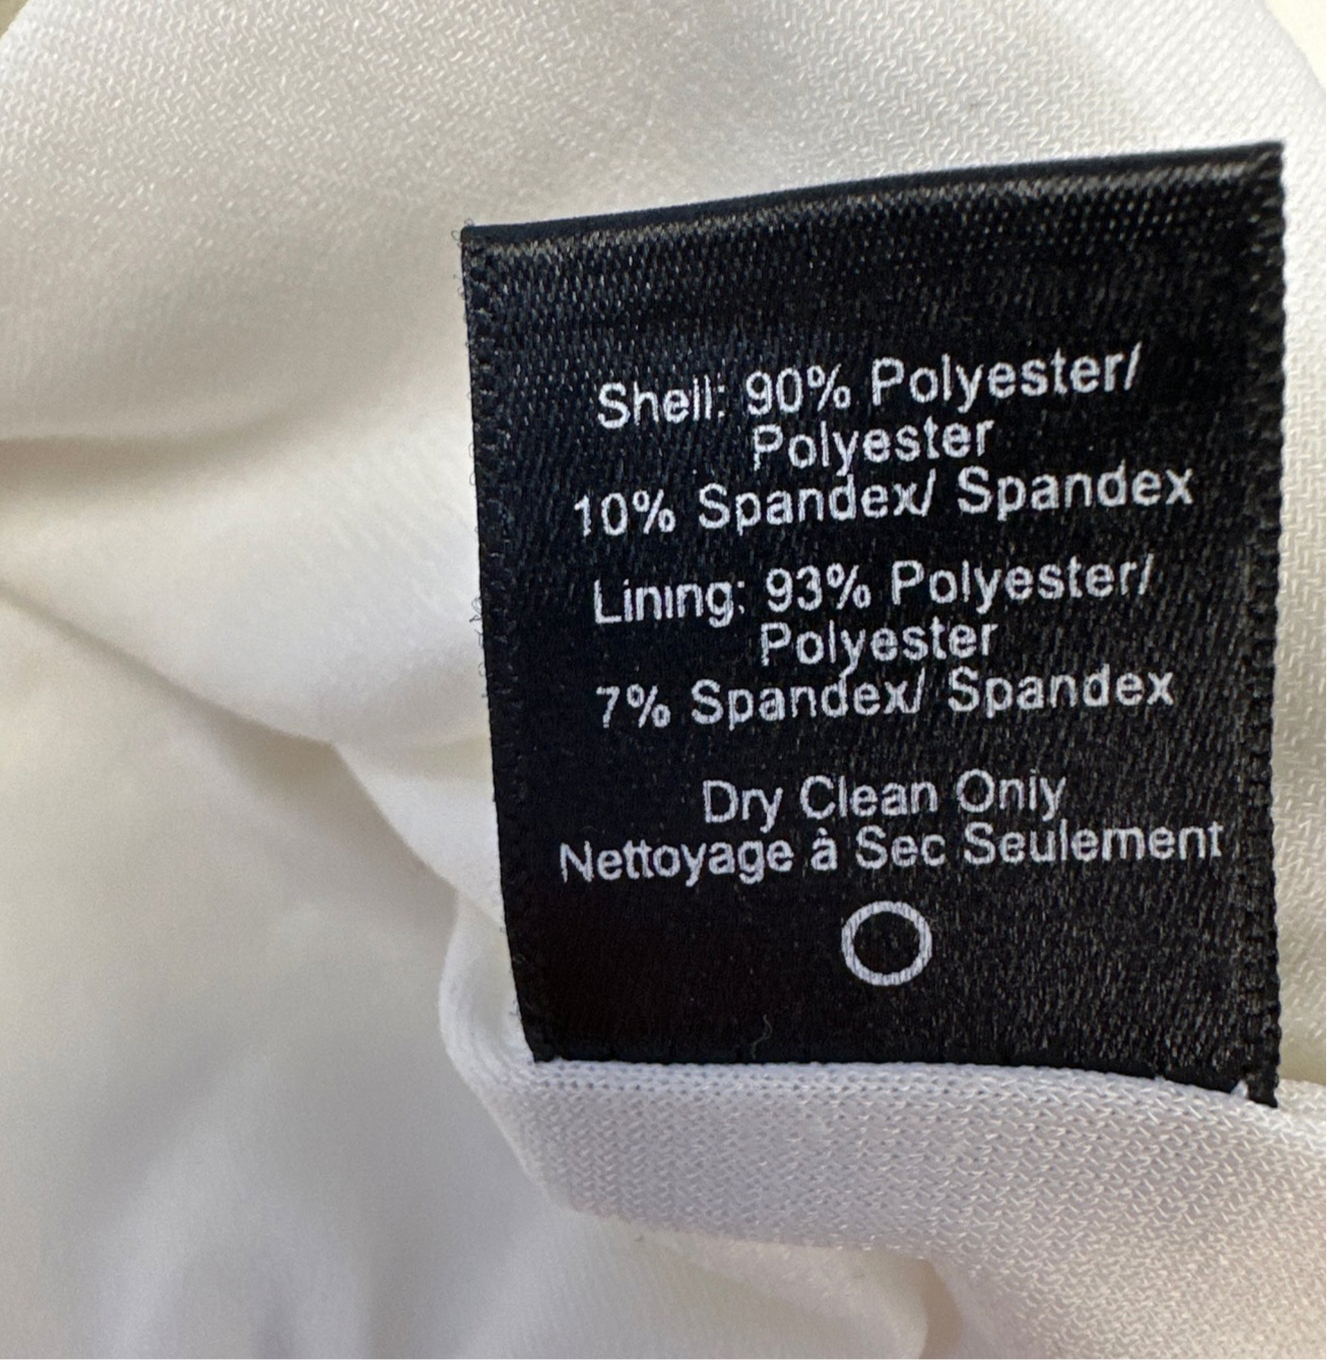 Shell: 90% Polyester/
Polyester
10% Spandex/ Spandex
Lining: 93% Polyester/
Polyester
7% Spandex/ Spandex
Dry Clean Only
Nettoyage à Sec Seulement